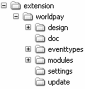 extension
worldpay
design
doc
eventtypes
modules
settings
update